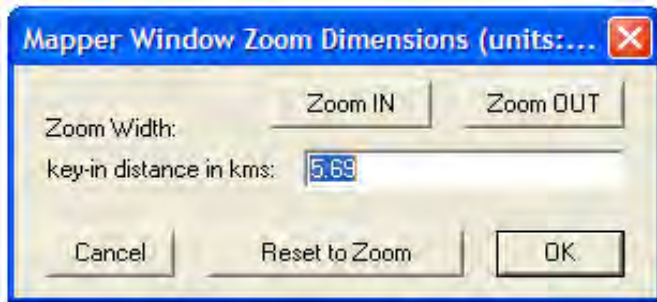 Mapper Window Zoom Dimensions (units:...
Zoom IN Zoom OUT
Zoom Width:
key-in distance in kms: 5.69
Cancel Reset to Zoom OK